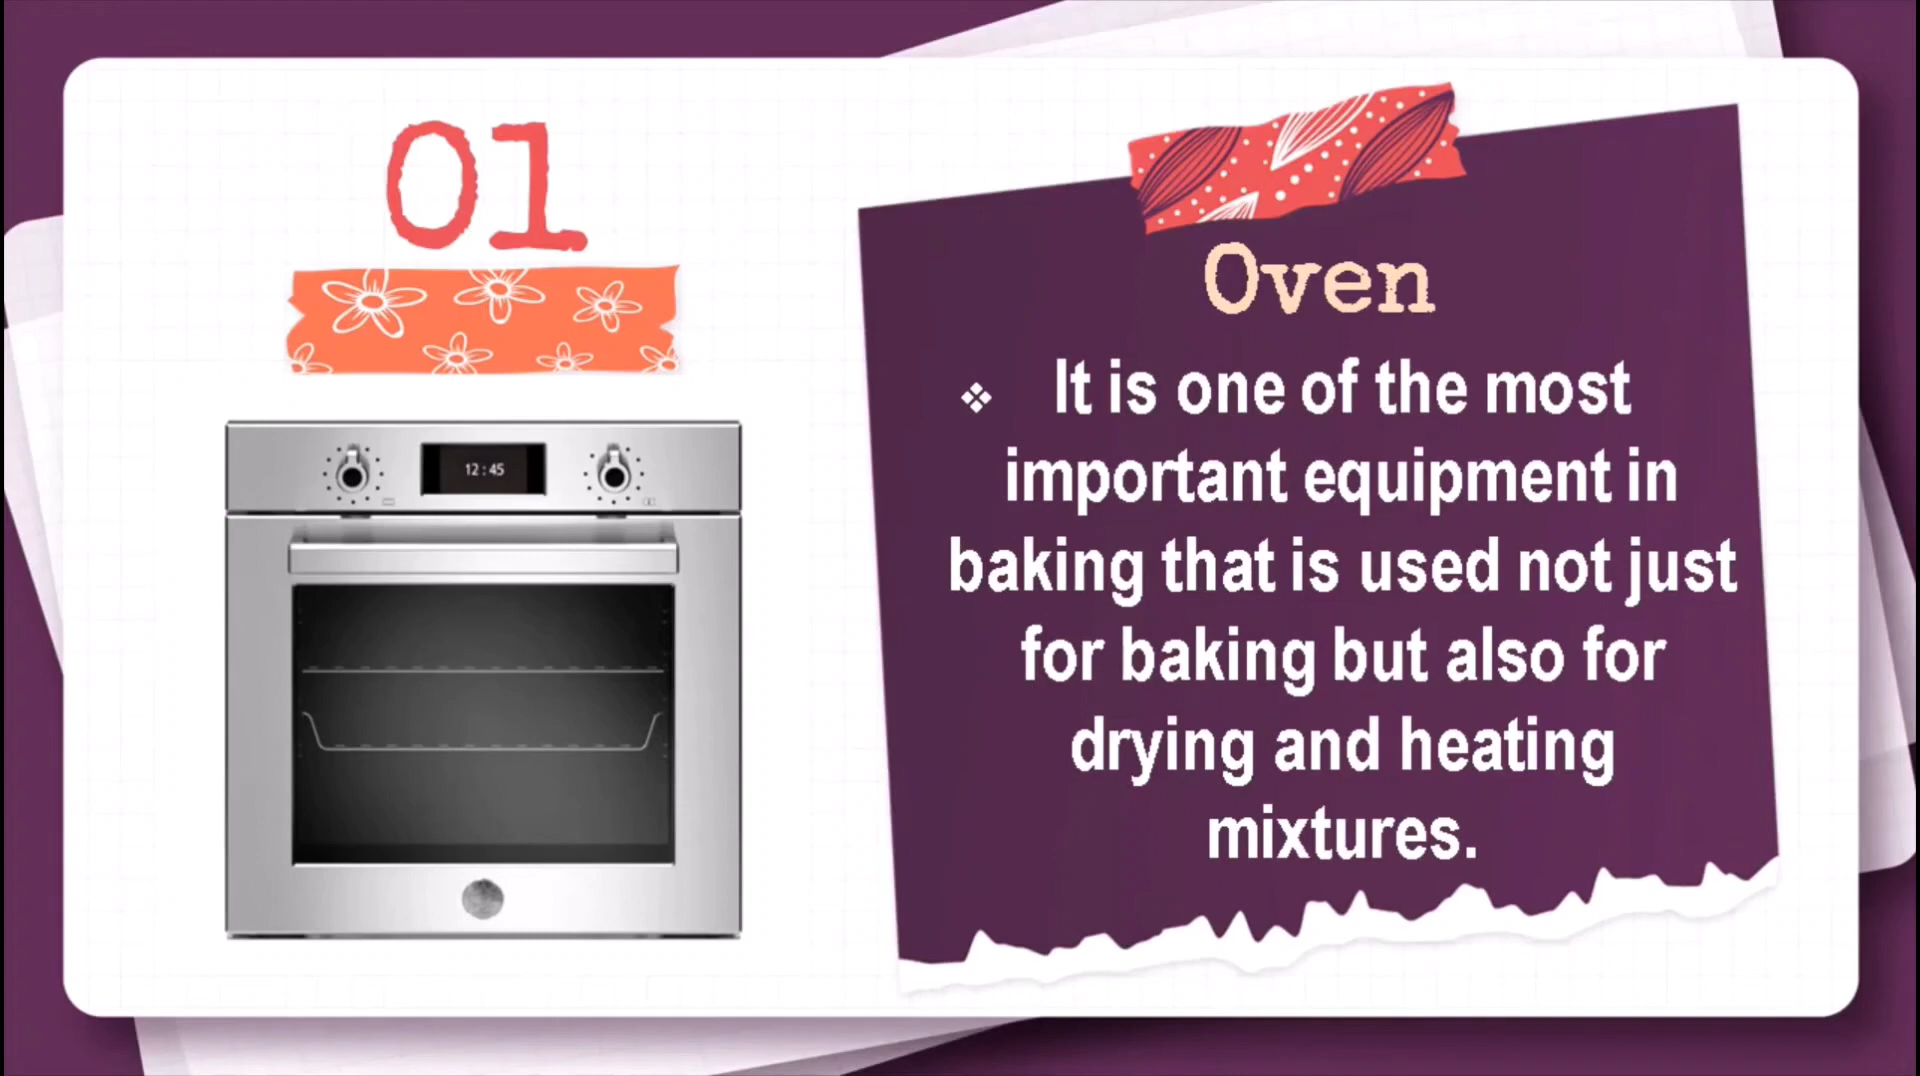 01
12:45
Oven
❖ It is one of the most
important equipment in
baking that is used not just
for baking but also for
drying and heating
mixtures.